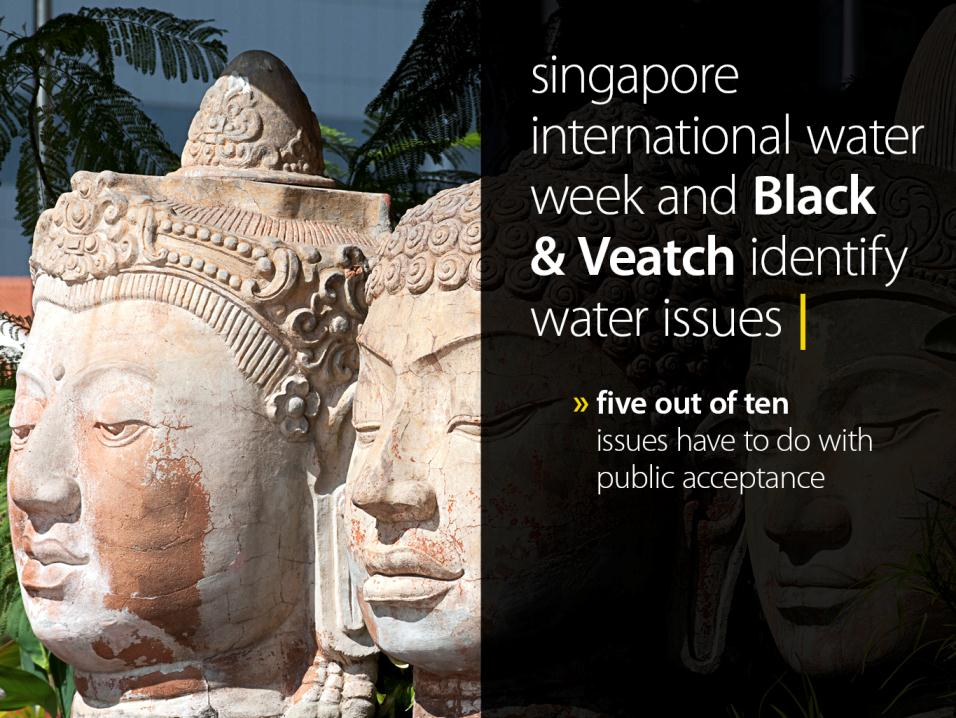 singapore
international water
week and Black
& Veatch identify
water issues |
» five out of ten
issues have to do with
public acceptance